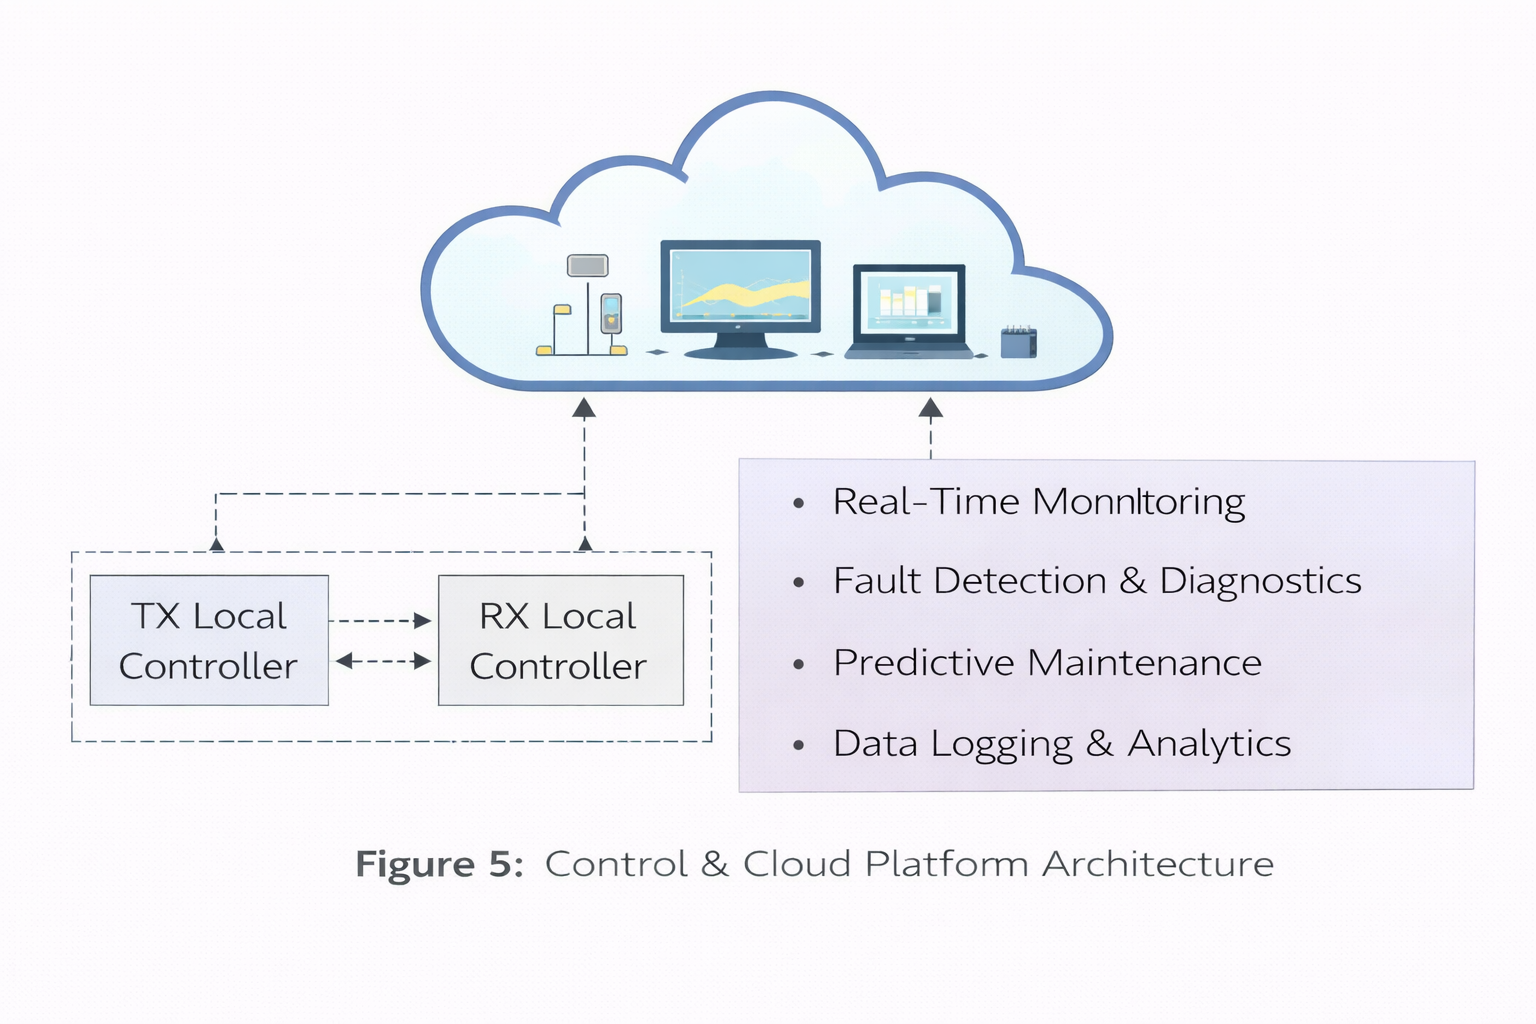 • Real-Time MonnItoring
• Fault Detection & Diagnostics
TX Local
Controller
RX Local
Controller
• Predictive Maintenance
• Data Logging & Analytics
Figure 5: Control & Cloud Platform Architecture